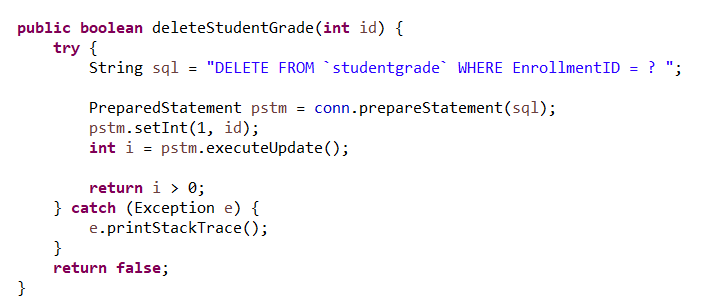 public boolean deleteStudentGrade(int id) {
    try {
        String sql = "DELETE FROM `studentgrade` WHERE EnrollmentID = ? ";

        PreparedStatement pstm = conn.prepareStatement(sql);
        pstm.setInt(1, id);
        int i = pstm.executeUpdate();

        return i > 0;
    } catch (Exception e) {
        e.printStackTrace();
    }
    return false;
}